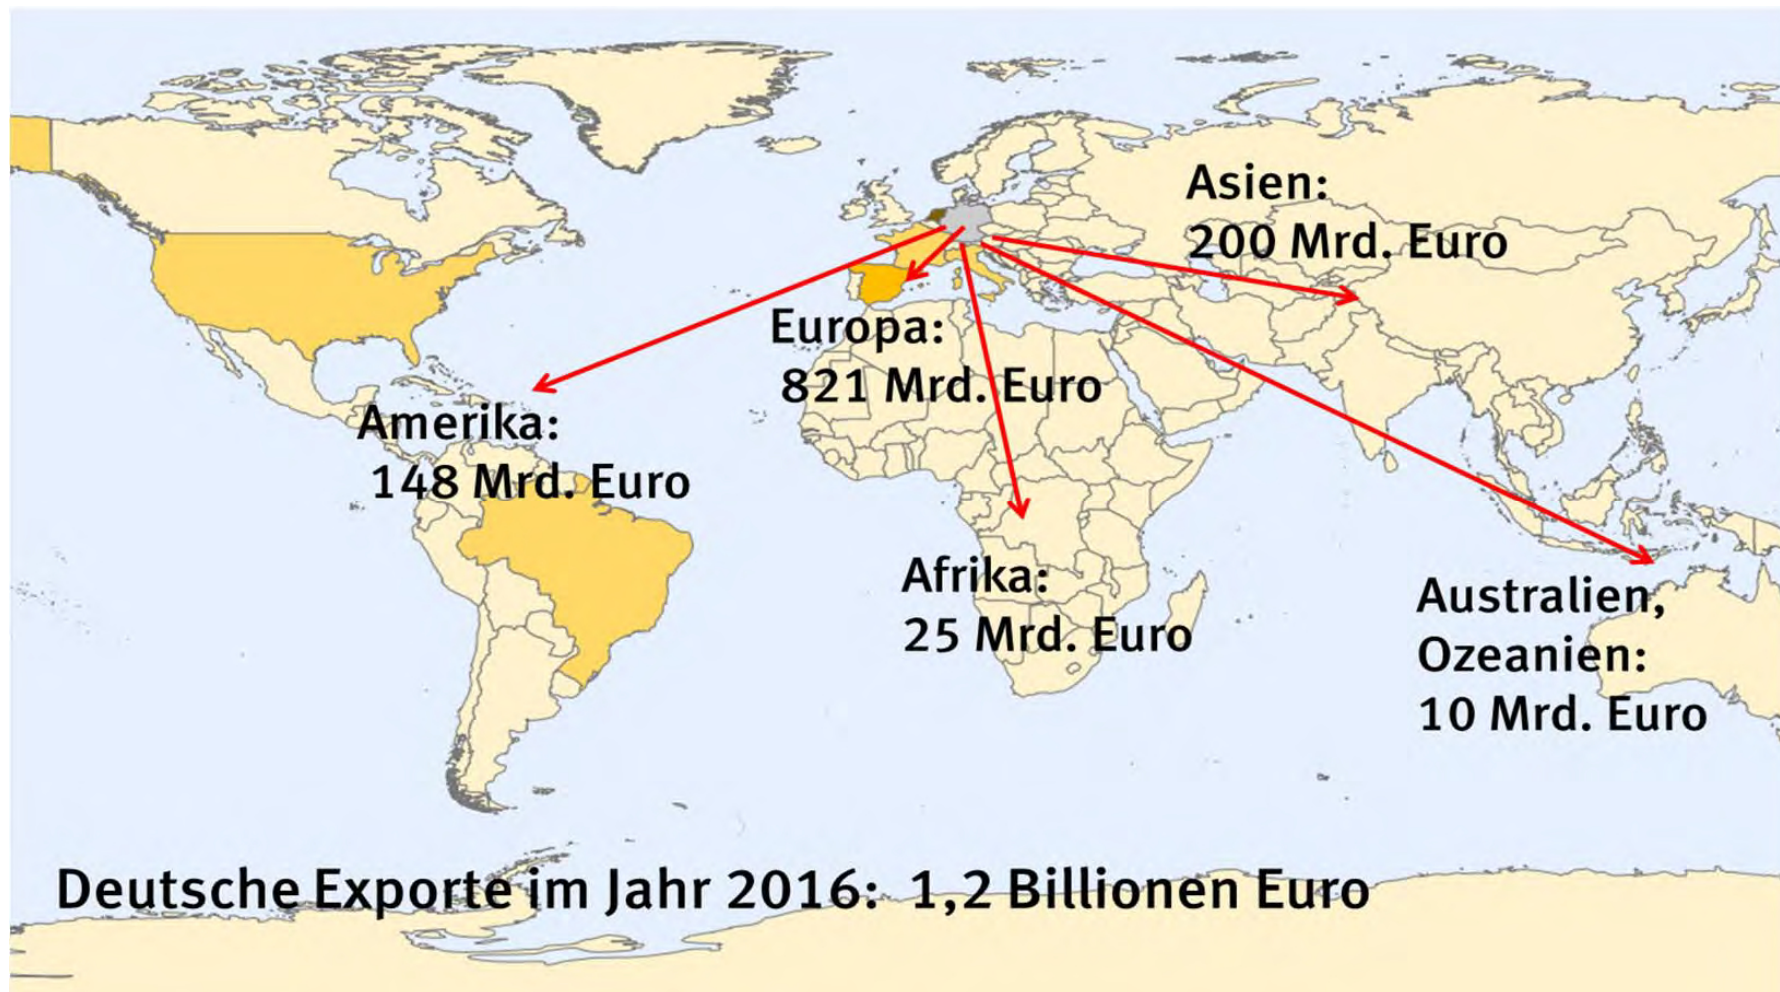 Asien:
200 Mrd. Euro
Europa:
821 Mrd. Euro
Amerika:
148 Mrd. Euro
Afrika:
25 Mrd. Euro
Australien,
Ozeanien:
10 Mrd. Euro
Deutsche Exporte im Jahr 2016: 1,2 Billionen Euro